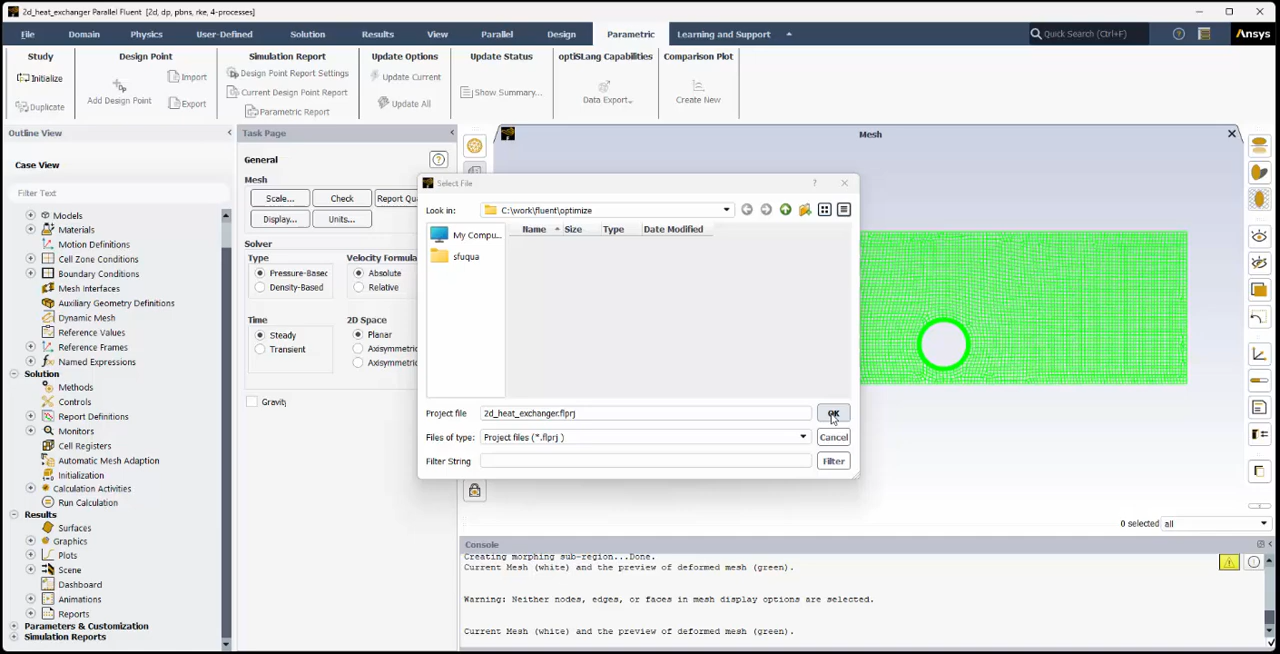 2d_heat_exchanger Parallel Fluent [2d, dp, pbns, rke, 4-processes]
File Domain Physics User-Defined Solution Results View Parallel Design Parametric Learning and Support Quick Search (Ctrl+F) Ansys
Study Design Point Simulation Report Update Options Update Status optiSLang Capabilities Comparison Plot
Initialize Import Design Point Report Settings Update Current
Add Design Point Current Design Point Report Show Summary... Data Export... Create New
Duplicate Export Parametric Report Update All
Outline View Task Page Mesh
Case View
Filter Text
Models
Materials
Motion Definitions
Cell Zone Conditions
Boundary Conditions
Mesh Interfaces
Auxiliary Geometry Definitions
Dynamic Mesh
Reference Values
Reference Frames
Named Expressions
Solution
Methods
Controls
Report Definitions
Monitors
Cell Registers
Automatic Mesh Adaption
Initialization
Calculation Activities
Run Calculation
Results
Surfaces
Graphics
Plots
Scene
Dashboard
Animations
Reports
Parameters & Customization
Simulation Reports
General
Mesh
Scale... Check Report Qu
Display... Units...
Solver
Type Velocity Formula
Pressure-Based Absolute
Density-Based Relative
Time 2D Space
Steady Planar
Transient Axisymmetric
Axisymmetric
Gravity
Select File
Look in: C:\work\fluent\optimize
My Compu...
sfuqua
Name Size Type Date Modified
Project file 2d_heat_exchanger.flprj OK
Files of type: Project files (*.flprj ) Cancel
Filter String Filter
0 selected all
Console
Creating morphing sub-region...Done.
Current Mesh (white) and the preview of deformed mesh (green).
Warning: Neither nodes, edges, or faces in mesh display options are selected.
Current Mesh (white) and the preview of deformed mesh (green).